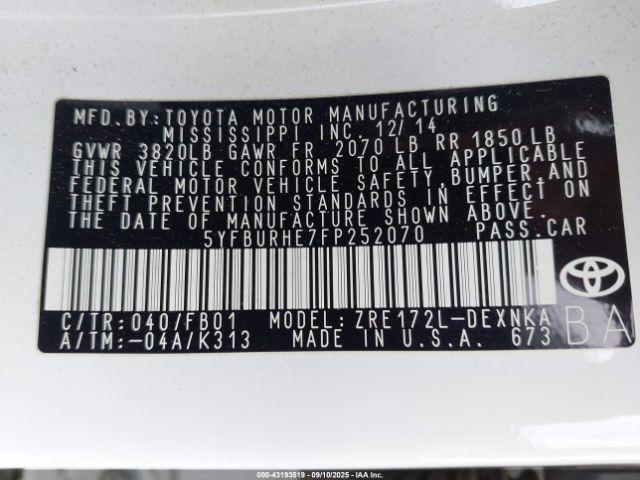 MFD.BY:TOYOTA MOTOR MANUFACTURING
MISSISSIPPI INC. 12/14
GVWR 3820LB GAWR FR 2070 LB RR 1850LB
THIS VEHICLE CONFORMS TO ALL APPLICABLE
FEDERAL MOTOR VEHICLE SAFETY,BUMPER,AND
THEFT PREVENTION STANDARDS IN EFFECT ON
THE DATE OF MANUFACTURE SHOWN ABOVE.
5YFBURHE7FP252070 PASS.CAR
C/TR:040/FB01 MODEL:ZRE172L-DEXNKA
A/TM:-04A/K313 MADE IN U.S.A. 673
BA
000-43193519 - 09/10/2025 - Copyright IAA, Inc.